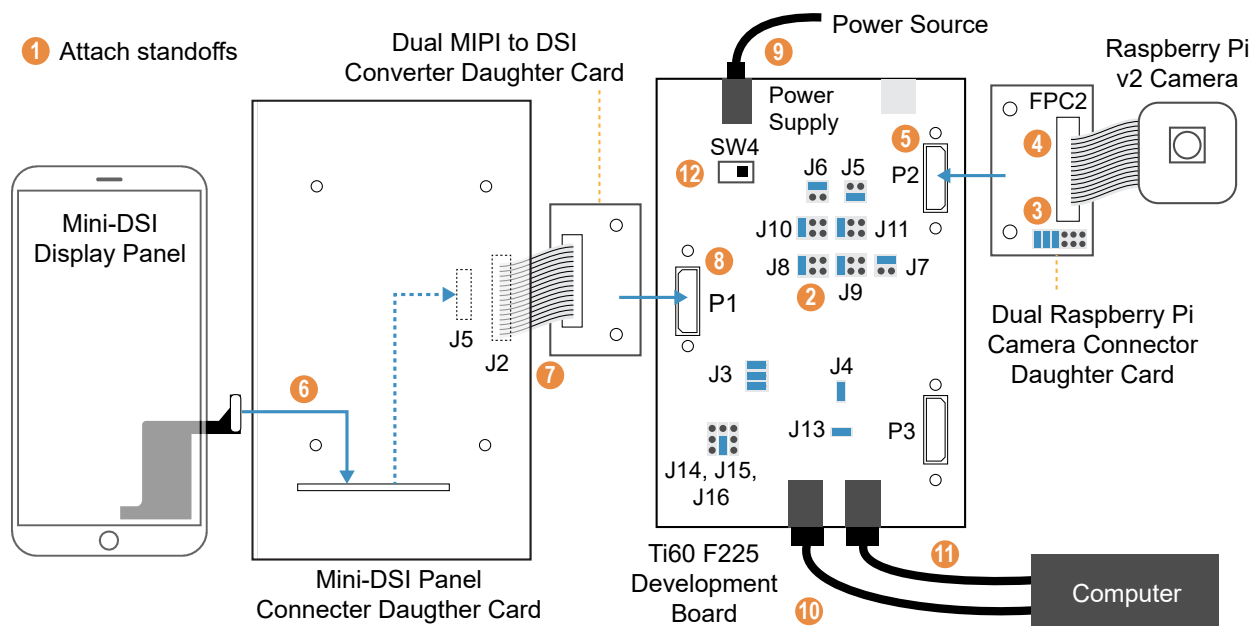 1 Attach standoffs
Dual MIPI to DSI
Converter Daughter Card
9
Power Source
Raspberry Pi
v2 Camera
Power
Supply
FPC2
5
4
SW4
12
J6
J5
P2
3
Mini-DSI
Display Panel
J10
J11
J8
J9
J7
2
8
P1
J5
J2
7
Dual Raspberry Pi
Camera Connector
Daughter Card
6
J3
J4
J13
P3
J14, J15,
J16
Mini-DSI Panel
Connecter Daugther Card
Ti60 F225
Development
Board
10
11
Computer